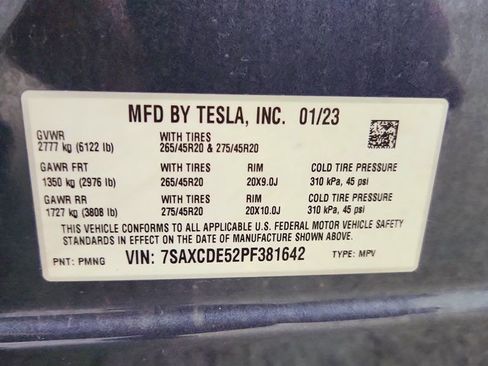 MFD BY TESLA, INC. 01/23
GVWR WITH TIRES
2777 kg (6122 lb) 265/45R20 & 275/45R20
GAWR FRT WITH TIRES RIM COLD TIRE PRESSURE
1350 kg (2976 lb) 265/45R20 20X9.0J 310 kPa, 45 psi
GAWR RR WITH TIRES RIM COLD TIRE PRESSURE
1727 kg (3808 lb) 275/45R20 20X10.0J 310 kPa, 45 psi
THIS VEHICLE CONFORMS TO ALL APPLICABLE U.S. FEDERAL MOTOR VEHICLE SAFETY
STANDARDS IN EFFECT ON THE DATE OF MANUFACTURE SHOWN ABOVE.
PNT: PMNG VIN: 7SAXCDE52PF381642 TYPE: MPV